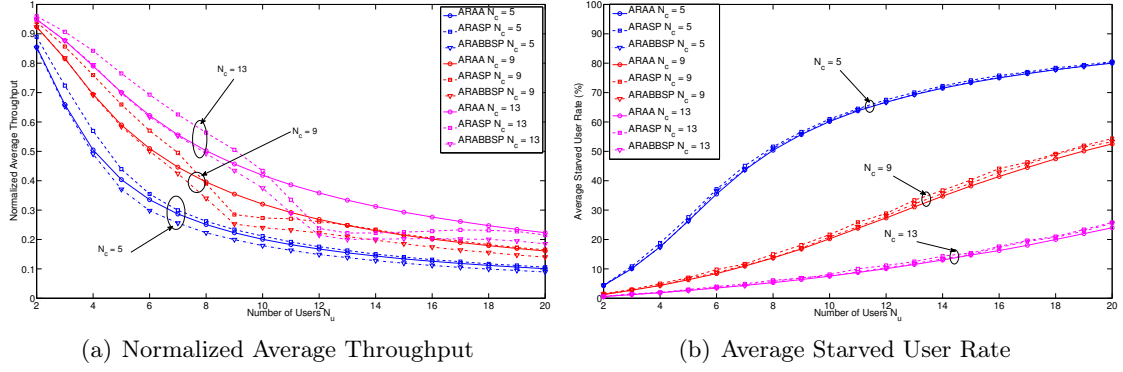 1
0.9
0.8
0.7
0.6
0.5
0.4
0.3
0.2
0.1
0
2 4 6 8 10 12 14 16 18 20
Normalized Average Throughput
Number of Users N_u
ARAA N_c = 5
ARASP N_c = 5
ARABBSP N_c = 5
ARAA N_c = 9
ARASP N_c = 9
ARABBSP N_c = 9
ARAA N_c = 13
ARASP N_c = 13
ARABBSP N_c = 13
N_c = 13
N_c = 9
N_c = 5
(a) Normalized Average Throughput
100
90
80
70
60
50
40
30
20
10
0
2 4 6 8 10 12 14 16 18 20
Average Starved User Rate (%)
Number of Users N_u
ARAA N_c = 5
ARASP N_c = 5
ARABBSP N_c = 5
ARAA N_c = 9
ARASP N_c = 9
ARABBSP N_c = 9
ARAA N_c = 13
ARASP N_c = 13
ARABBSP N_c = 13
N_c = 5
N_c = 9
N_c = 13
(b) Average Starved User Rate